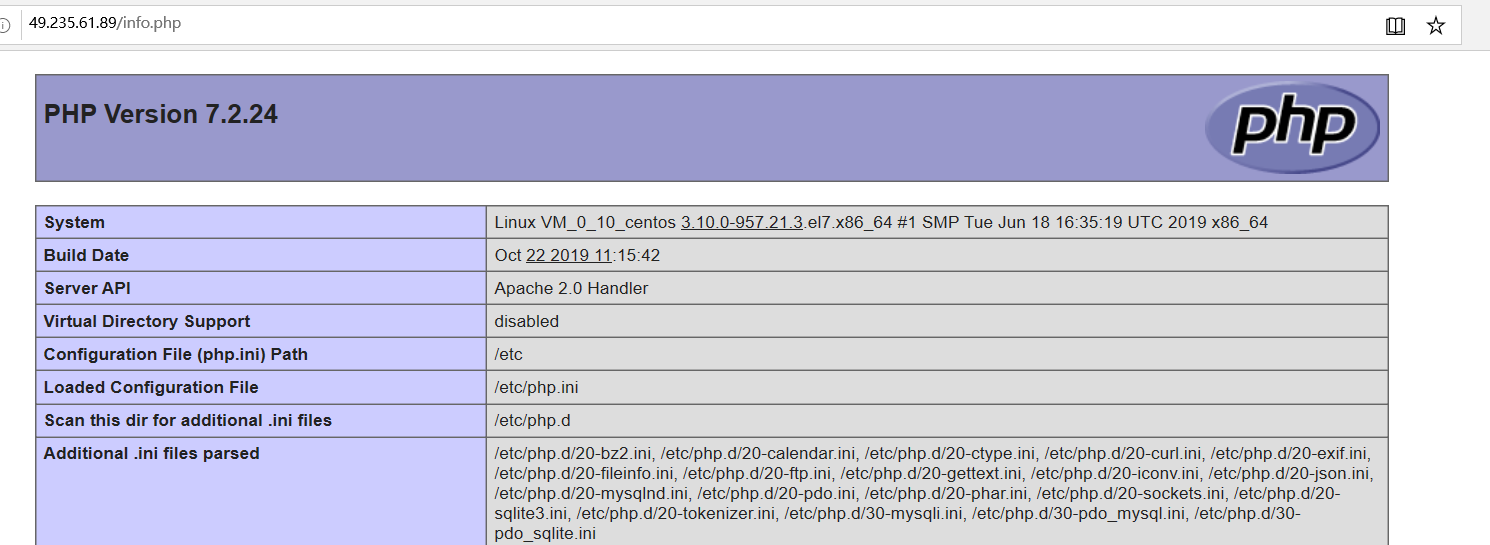 49.235.61.89/info.php
PHP Version 7.2.24
php
System Linux VM_0_10_centos 3.10.0-957.21.3.el7.x86_64 #1 SMP Tue Jun 18 16:35:19 UTC 2019 x86_64
Build Date Oct 22 2019 11:15:42
Server API Apache 2.0 Handler
Virtual Directory Support disabled
Configuration File (php.ini) Path /etc
Loaded Configuration File /etc/php.ini
Scan this dir for additional .ini files /etc/php.d
Additional .ini files parsed /etc/php.d/20-bz2.ini, /etc/php.d/20-calendar.ini, /etc/php.d/20-ctype.ini, /etc/php.d/20-curl.ini, /etc/php.d/20-exif.ini,
/etc/php.d/20-fileinfo.ini, /etc/php.d/20-ftp.ini, /etc/php.d/20-gettext.ini, /etc/php.d/20-iconv.ini, /etc/php.d/20-json.ini,
/etc/php.d/20-mysqlnd.ini, /etc/php.d/20-pdo.ini, /etc/php.d/20-phar.ini, /etc/php.d/20-sockets.ini, /etc/php.d/20-
sqlite3.ini, /etc/php.d/20-tokenizer.ini, /etc/php.d/30-mysqli.ini, /etc/php.d/30-pdo_mysql.ini, /etc/php.d/30-
pdo_sqlite.ini